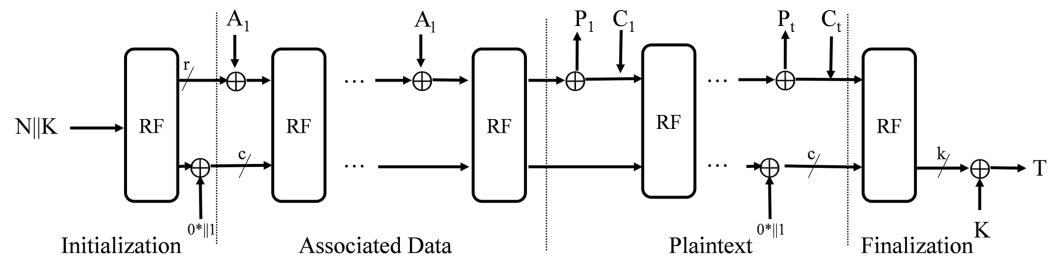 A₁ A₁ P₁ C₁ Pₜ Cₜ
r
N||K RF RF ... RF RF ... RF
c ... ... c k T
0*||1 0*||1 K
Initialization Associated Data Plaintext Finalization